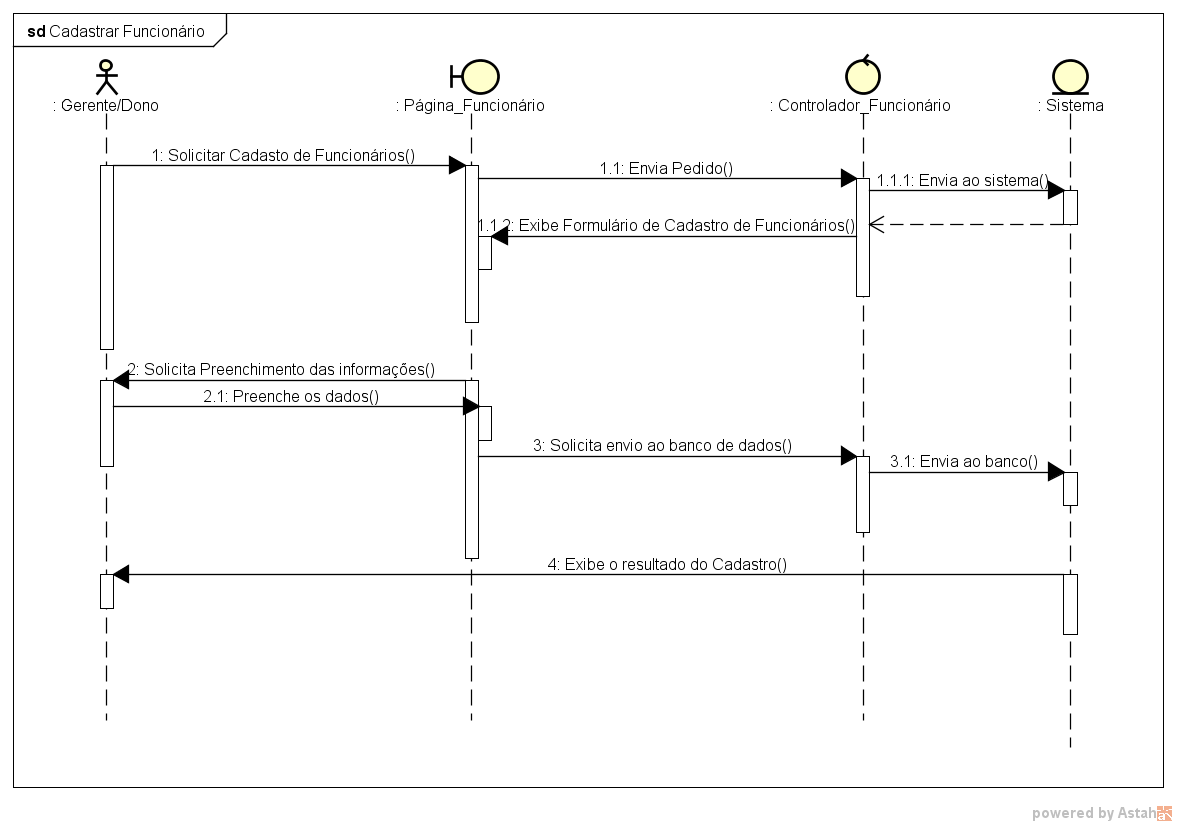 sd Cadastrar Funcionário
: Gerente/Dono
: Página_Funcionário
: Controlador_Funcionário
: Sistema
1: Solicitar Cadasto de Funcionários()
1.1: Envia Pedido()
1.1.1: Envia ao sistema()
1.1.2: Exibe Formulário de Cadastro de Funcionários()
2: Solicita Preenchimento das informações()
2.1: Preenche os dados()
3: Solicita envio ao banco de dados()
3.1: Envia ao banco()
4: Exibe o resultado do Cadastro()
powered by Astah